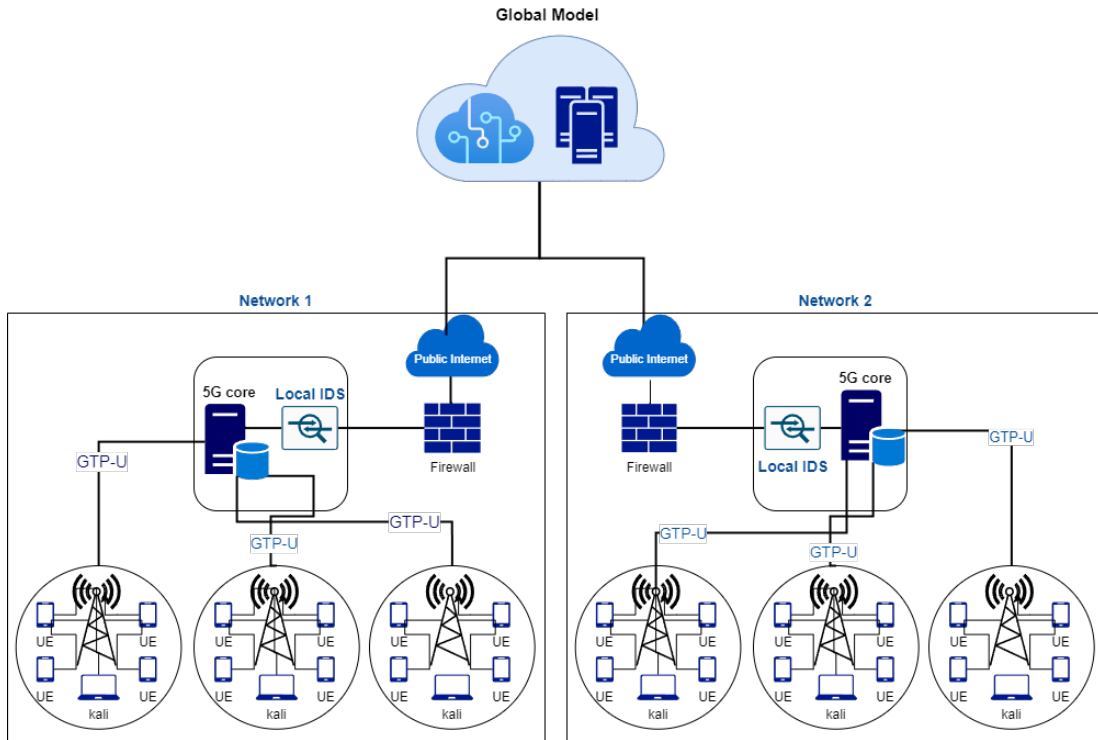 Global Model
Network 1
Network 2
Public Internet
Public Internet
5G core
Local IDS
5G core
Firewall
Firewall
Local IDS
GTP-U
GTP-U
GTP-U
GTP-U
GTP-U
GTP-U
UE UE UE UE UE UE
UE UE UE UE UE UE
UE UE UE UE UE UE
UE UE UE UE UE UE
kali kali kali kali kali kali